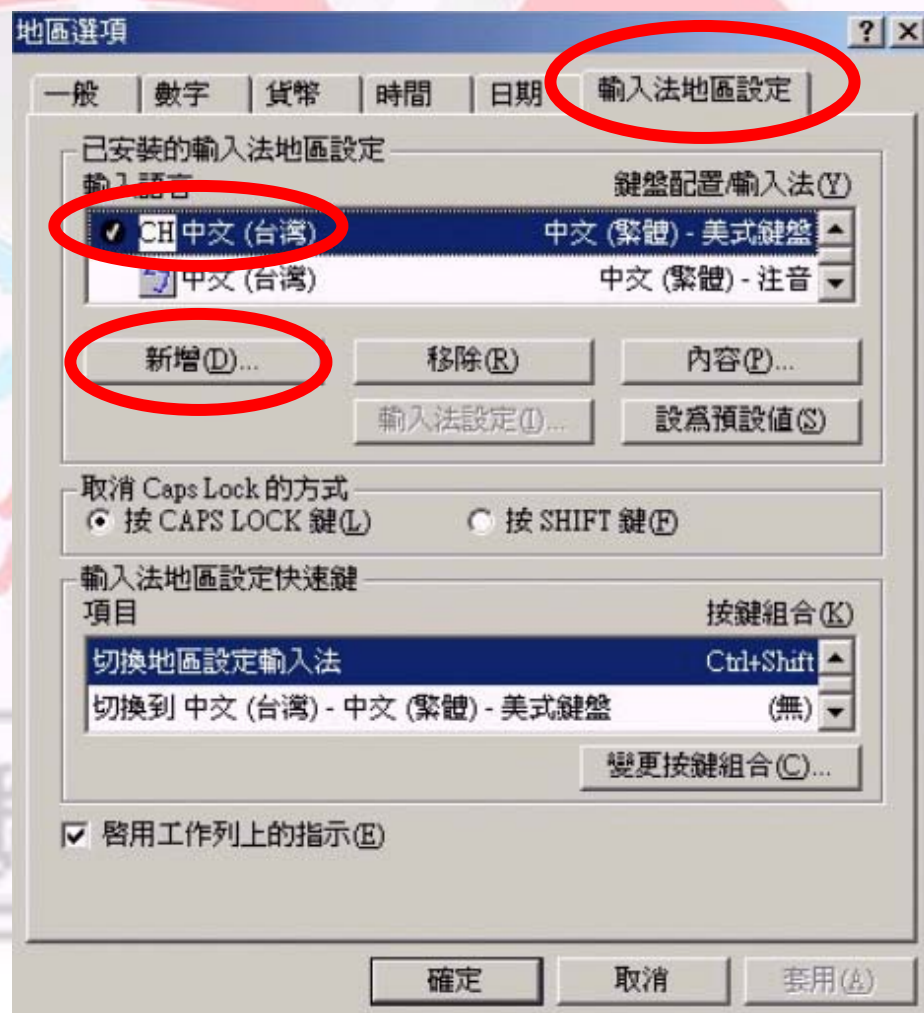 地區選項
一般 數字 貨幣 時間 日期 輸入法地區設定
已安裝的輸入法地區設定
輸入語言 鍵盤配置/輸入法(Y)
CH 中文 (台灣) 中文 (繁體) - 美式鍵盤
中文 (台灣) 中文 (繁體) - 注音
新增(D)... 移除(R) 內容(P)...
輸入法設定(I)... 設為預設值(S)
取消 Caps Lock 的方式
按 CAPS LOCK 鍵(L) 按 SHIFT 鍵(F)
輸入法地區設定快速鍵
項目 按鍵組合(K)
切換地區設定輸入法 Ctrl+Shift
切換到 中文 (台灣) - 中文 (繁體) - 美式鍵盤 (無)
變更按鍵組合(C)...
啓用工作列上的指示(E)
確定 取消 套用(A)